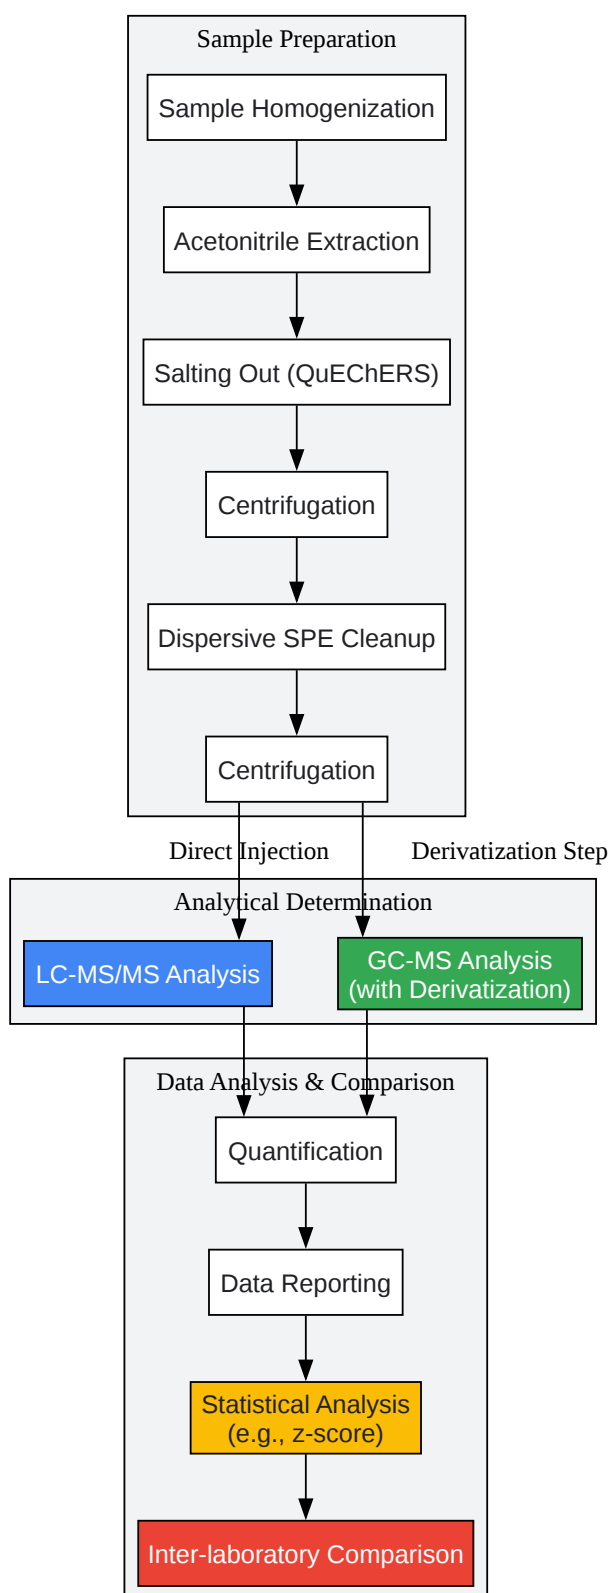 Sample Preparation
Sample Homogenization
Acetonitrile Extraction
Salting Out (QuEChERS)
Centrifugation
Dispersive SPE Cleanup
Centrifugation
Direct Injection
Derivatization Step
Analytical Determination
LC-MS/MS Analysis
GC-MS Analysis
(with Derivatization)
Data Analysis & Comparison
Quantification
Data Reporting
Statistical Analysis
(e.g., z-score)
Inter-laboratory Comparison